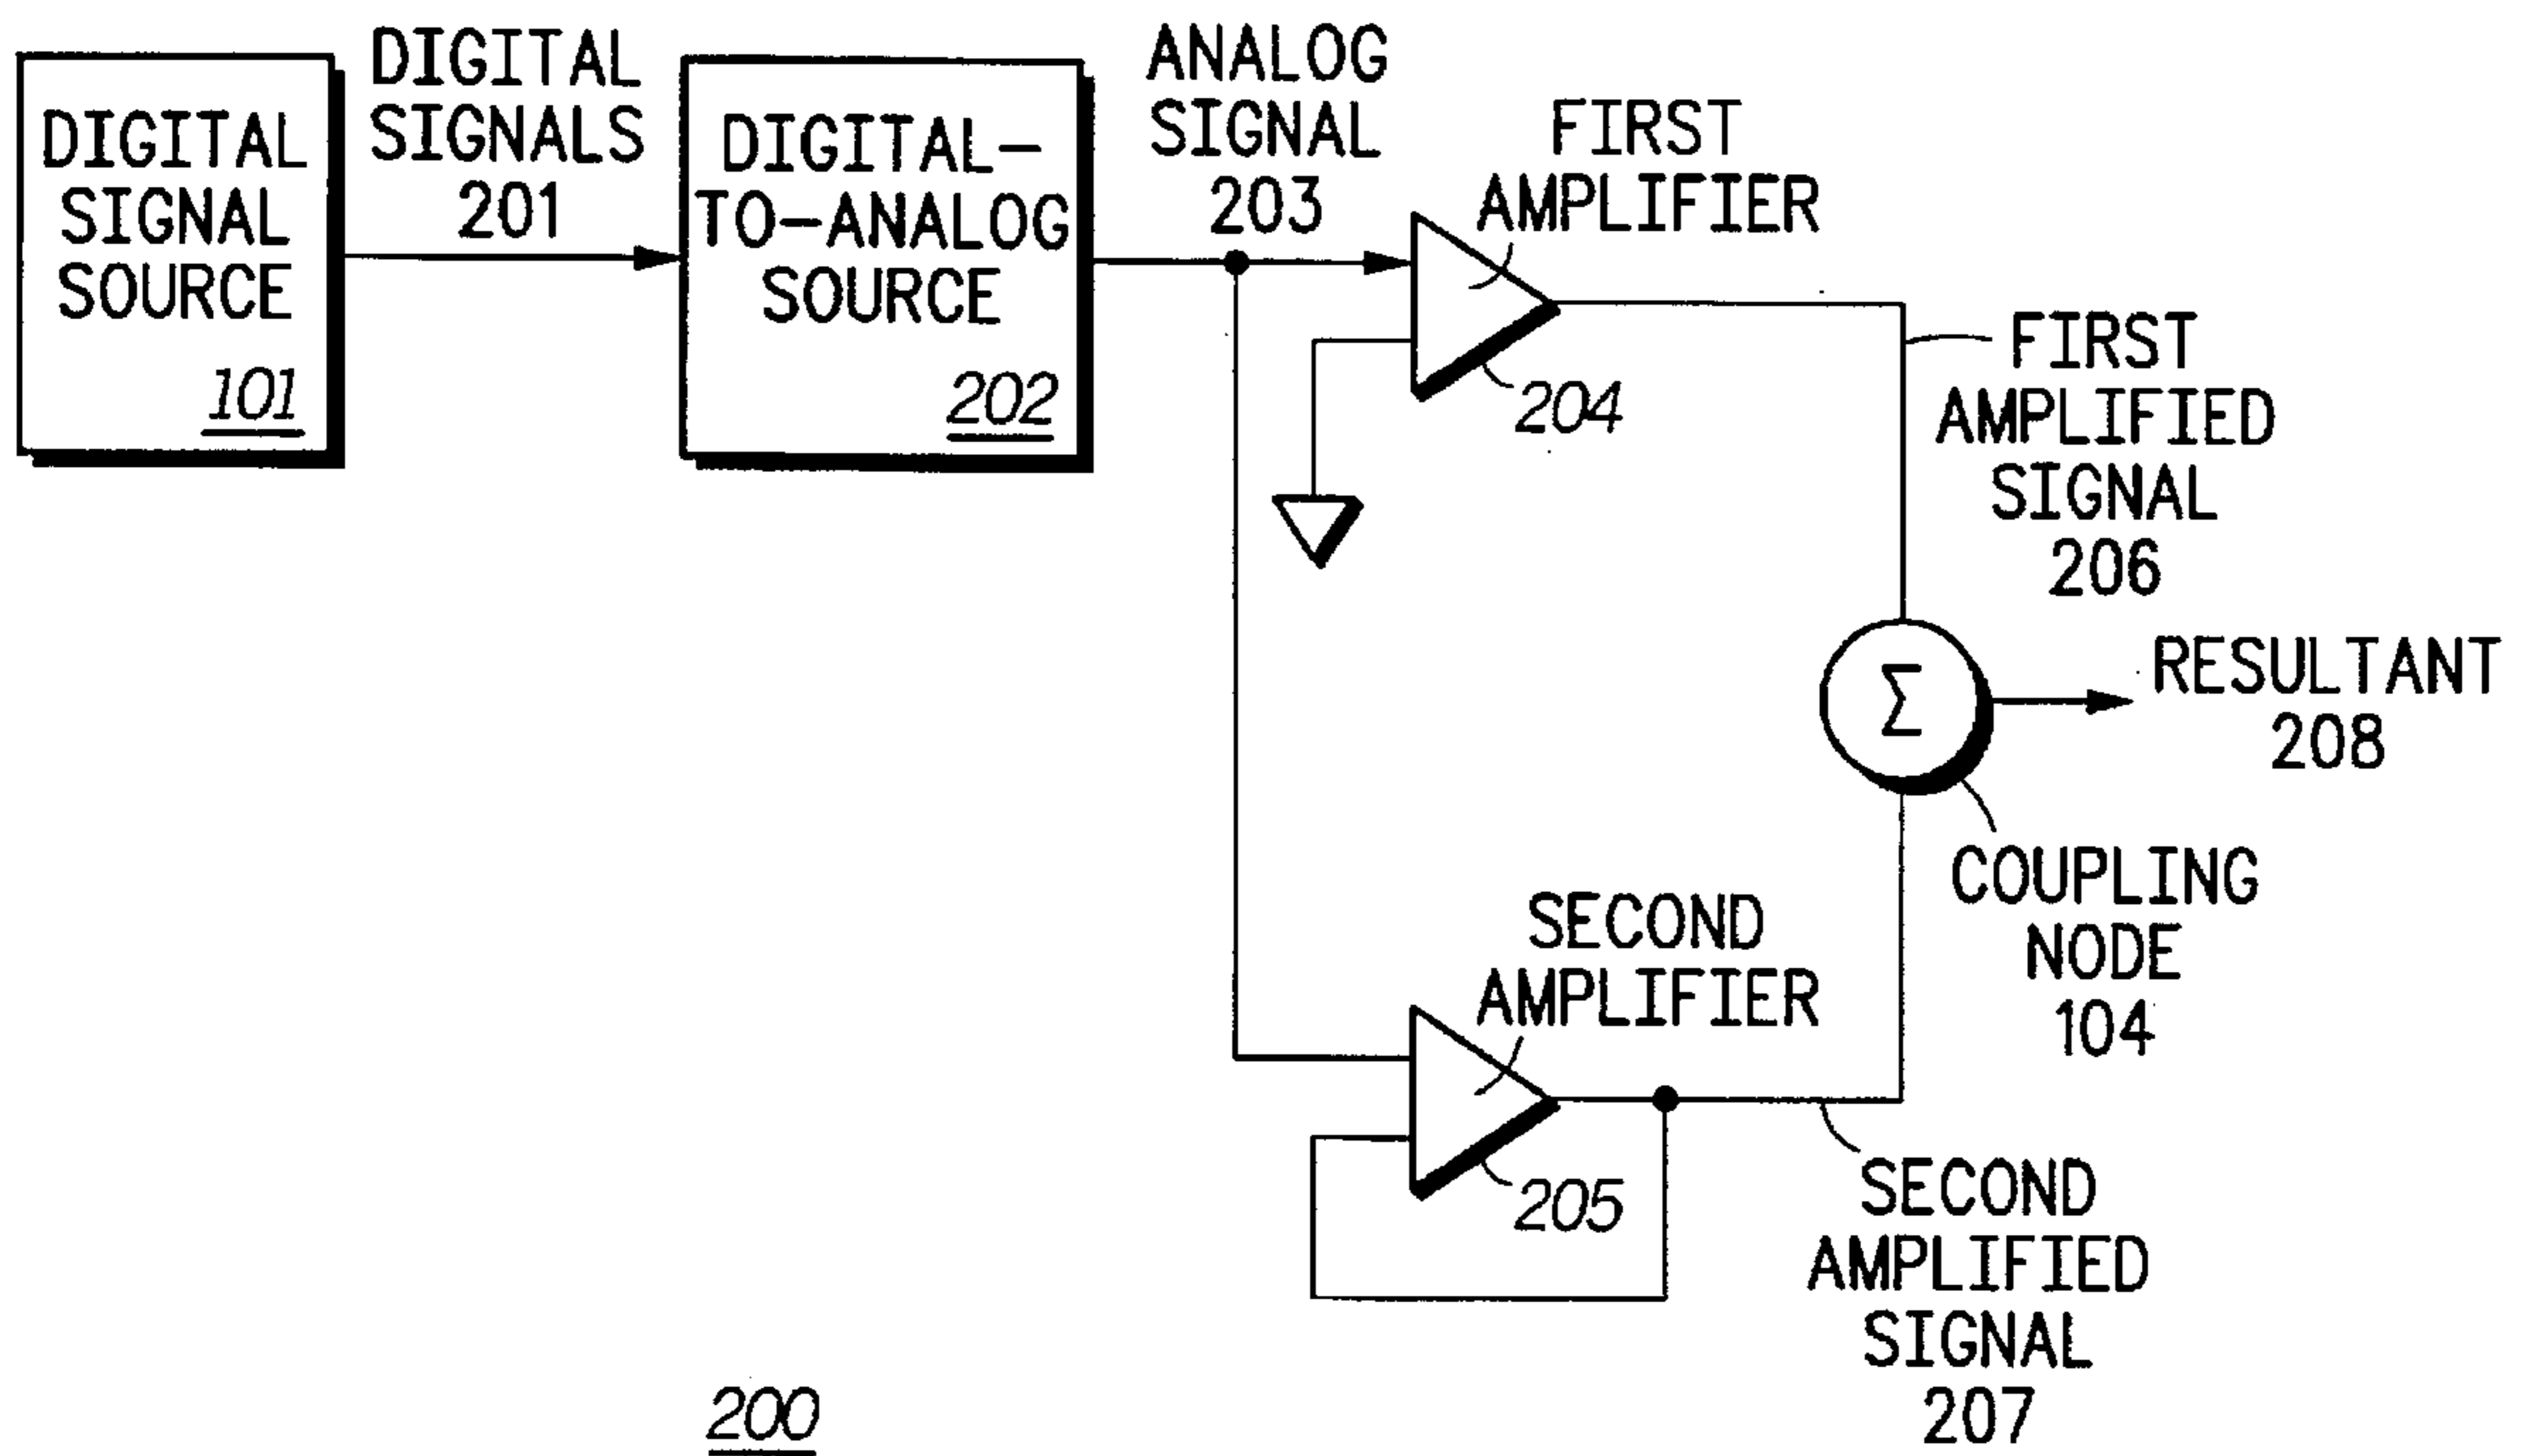 DIGITAL
SIGNAL
SOURCE
101
DIGITAL
SIGNALS
201
DIGITAL-
TO-ANALOG
SOURCE
202
ANALOG
SIGNAL
203
FIRST
AMPLIFIER
204
FIRST
AMPLIFIED
SIGNAL
206
Σ
RESULTANT
208
COUPLING
NODE
104
SECOND
AMPLIFIER
205
SECOND
AMPLIFIED
SIGNAL
207
200